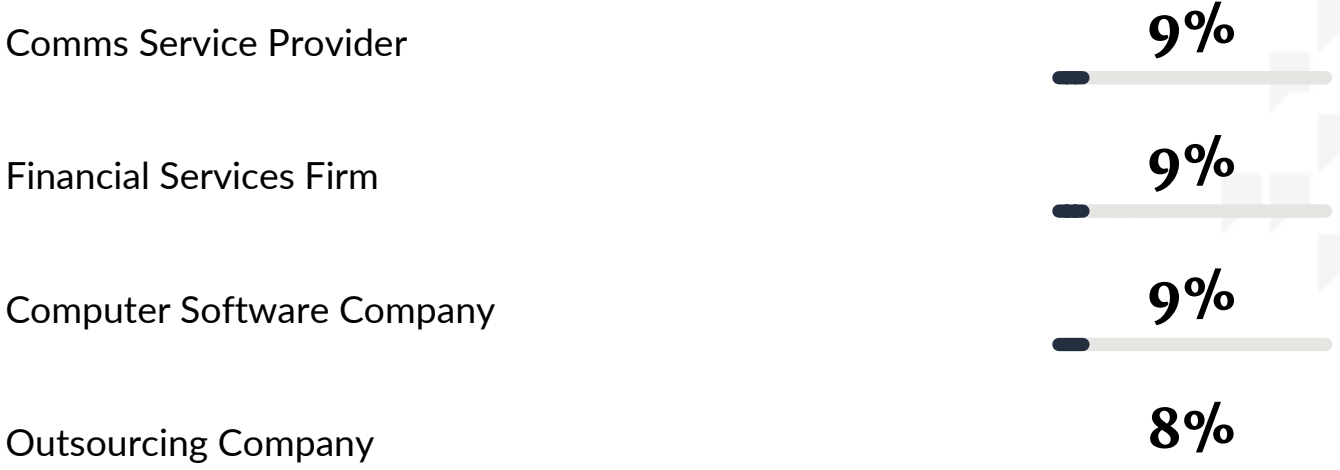 Comms Service Provider 9%
Financial Services Firm 9%
Computer Software Company 9%
Outsourcing Company 8%